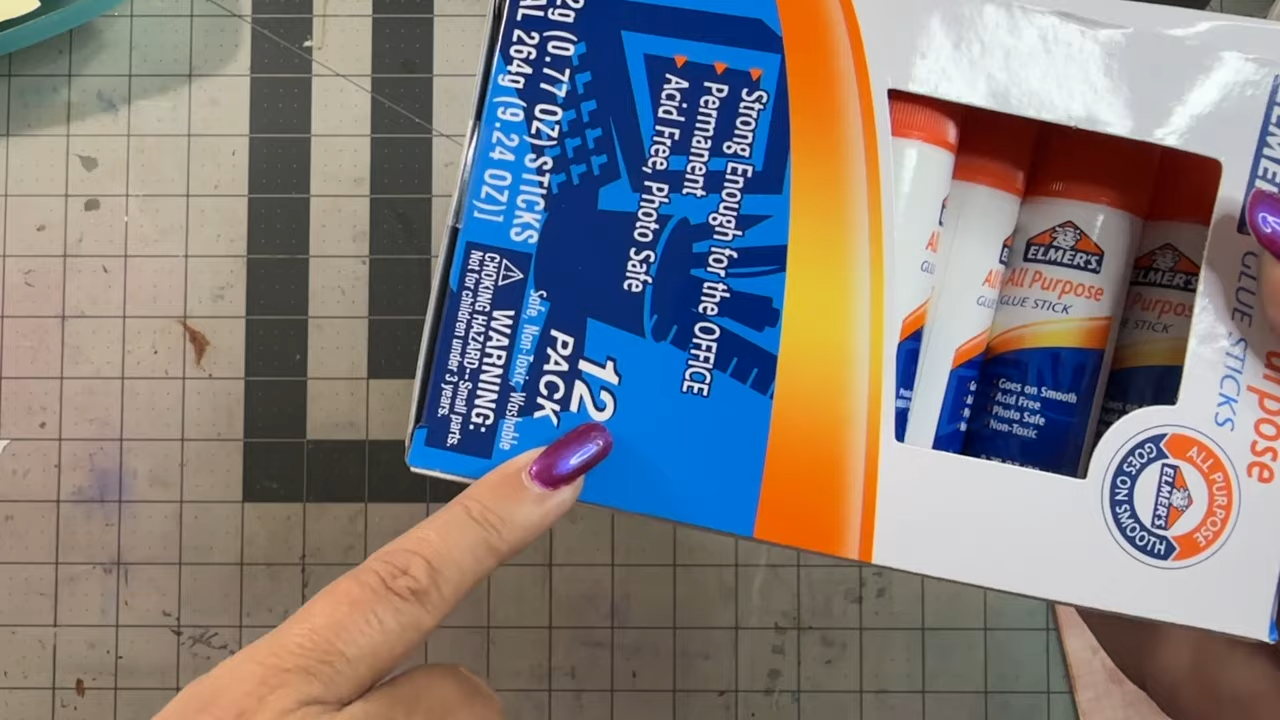 Strong Enough for the OFFICE
Permanent
Acid Free, Photo Safe
12
PACK
Safe, Non-Toxic, Washable
2g (0.77 OZ) STICKS
AL 264g (9.24 OZ)]
WARNING:
CHOKING HAZARD--Small parts.
Not for children under 3 years.
ELMER'S
All Purpose
GLUE STICK
Goes on Smooth
Acid Free
Photo Safe
Non-Toxic
ELMER'S
Purpose
STICK
GLUE STICKS
urpose
ALL PURPOSE
ELMER'S
GOES ON SMOOTH